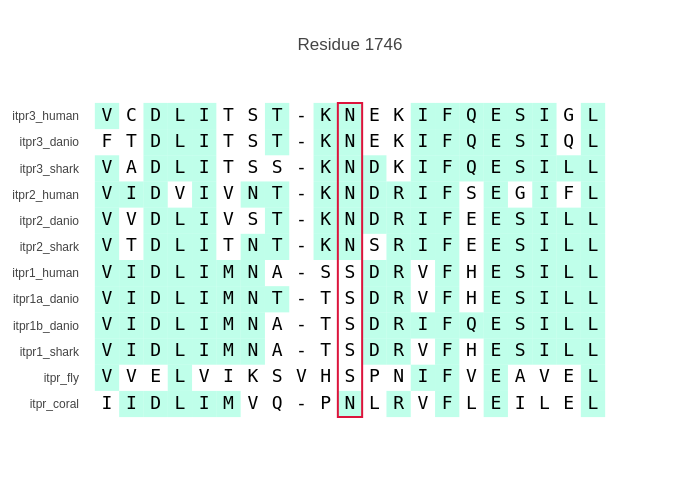 Residue 1746
itpr3_human V C D L I T S T - K N E K I F Q E S I G L
itpr3_danio F T D L I T S T - K N E K I F Q E S I Q L
itpr3_shark V A D L I T S S - K N D K I F Q E S I L L
itpr2_human V I D V I V N T - K N D R I F S E G I F L
itpr2_danio V V D L I V S T - K N D R I F E E S I L L
itpr2_shark V T D L I T N T - K N S R I F E E S I L L
itpr1_human V I D L I M N A - S S D R V F H E S I L L
itpr1a_danio V I D L I M N T - T S D R V F H E S I L L
itpr1b_danio V I D L I M N A - T S D R I F Q E S I L L
itpr1_shark V I D L I M N A - T S D R V F H E S I L L
itpr_fly V V E L V I K S V H S P N I F V E A V E L
itpr_coral I I D L I M V Q - P N L R V F L E I L E L